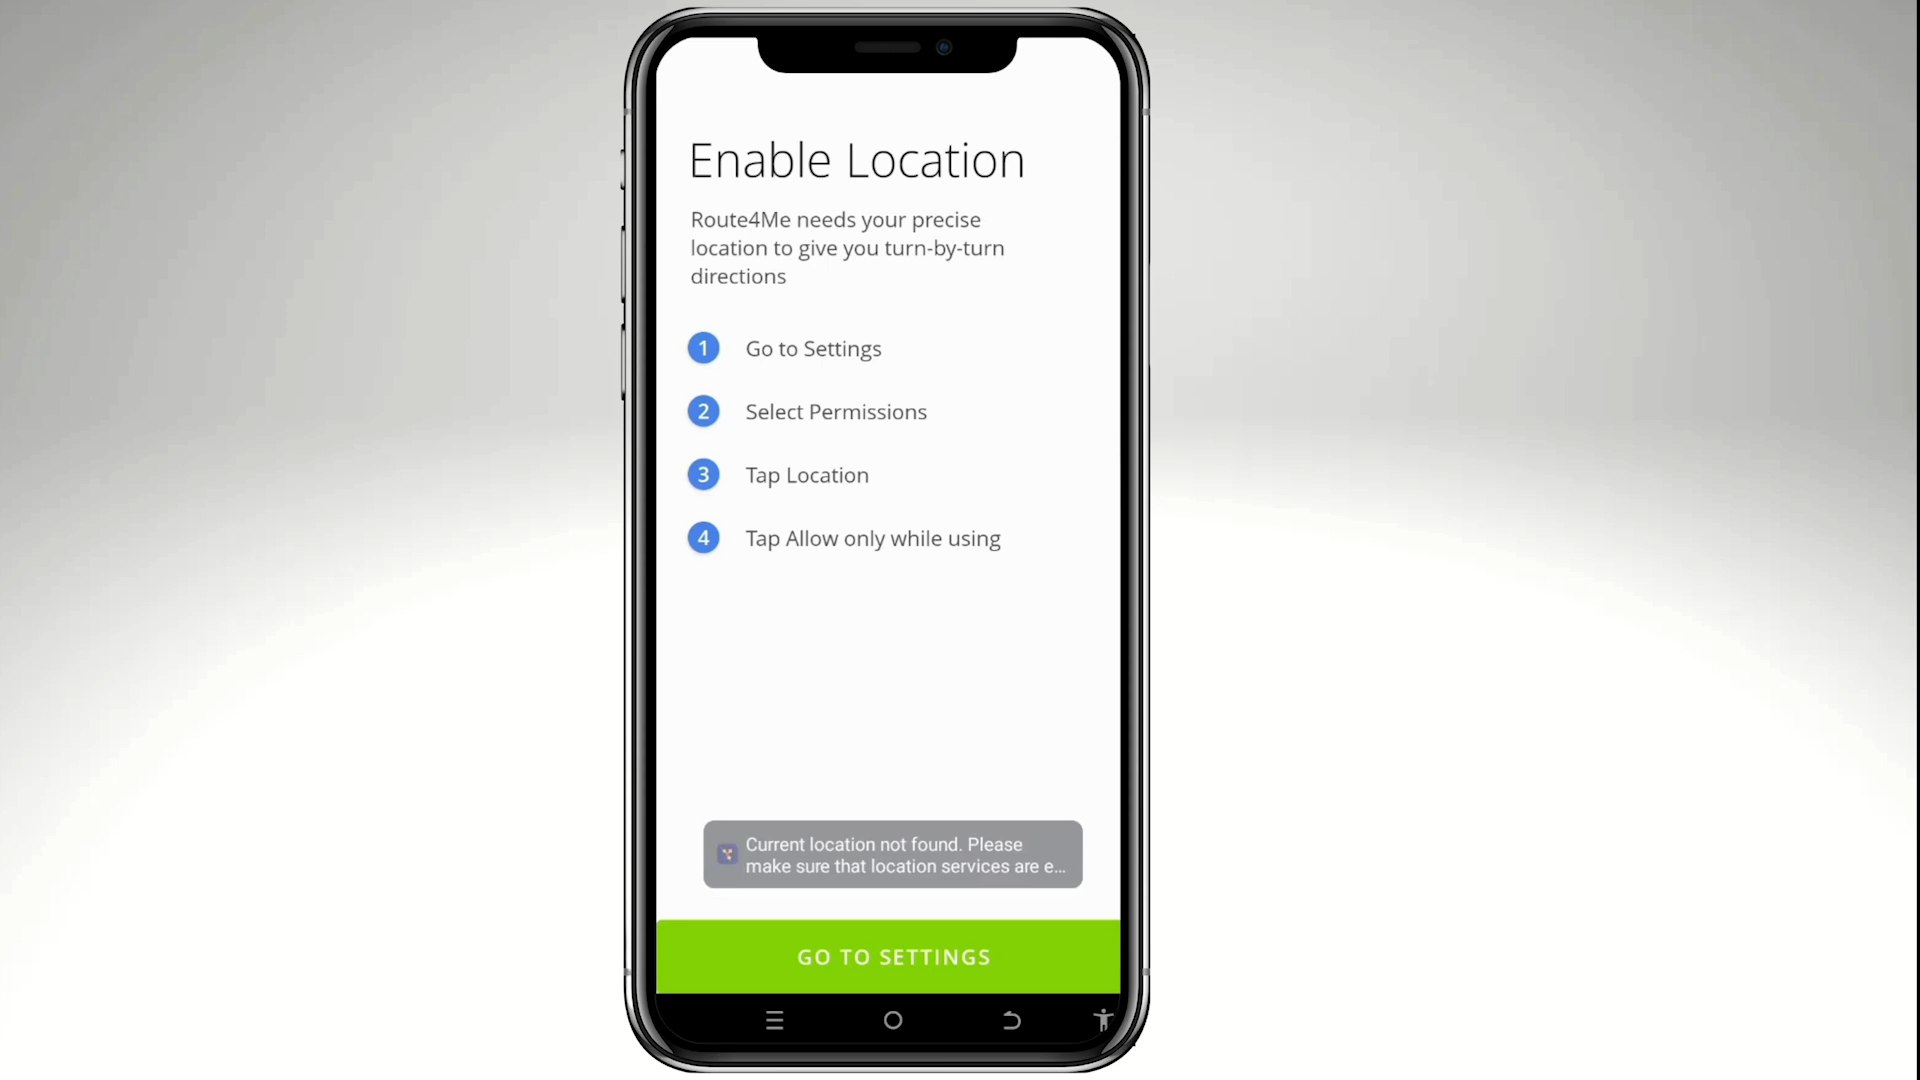 Enable Location
Route4Me needs your precise
location to give you turn-by-turn
directions
1 Go to Settings
2 Select Permissions
3 Tap Location
4 Tap Allow only while using
Current location not found. Please
make sure that location services are e...
GO TO SETTINGS